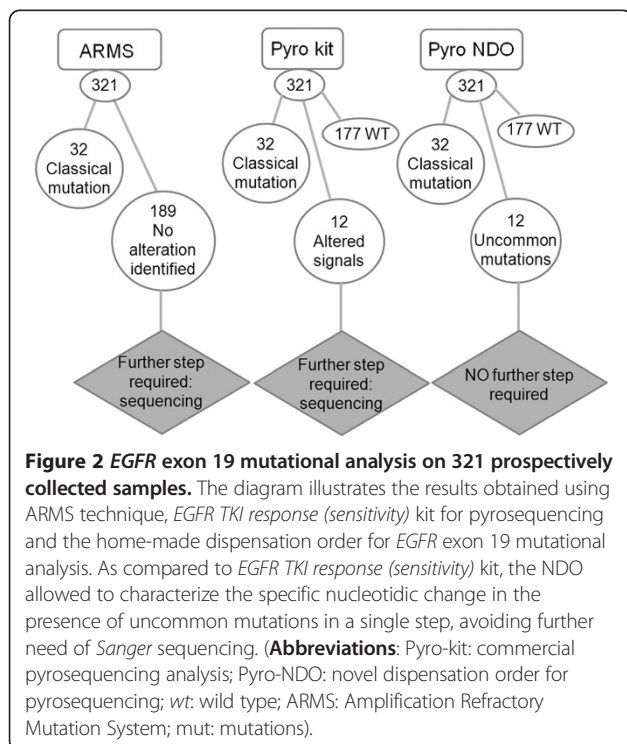 ARMS
Pyro kit
Pyro NDO
321
321
321
177 WT
177 WT
32
Classical
mutation
32
Classical
mutation
32
Classical
mutation
189
No
alteration
identified
12
Altered
signals
12
Uncommon
mutations
Further step
required:
sequencing
Further step
required:
sequencing
NO further step
required
Figure 2 EGFR exon 19 mutational analysis on 321 prospectively
collected samples. The diagram illustrates the results obtained using
ARMS technique, EGFR TKI response (sensitivity) kit for pyrosequencing
and the home-made dispensation order for EGFR exon 19 mutational
analysis. As compared to EGFR TKI response (sensitivity) kit, the NDO
allowed to characterize the specific nucleotidic change in the
presence of uncommon mutations in a single step, avoiding further
need of Sanger sequencing. (Abbreviations: Pyro-kit: commercial
pyrosequencing analysis; Pyro-NDO: novel dispensation order for
pyrosequencing; wt: wild type; ARMS: Amplification Refractory
Mutation System; mut: mutations).